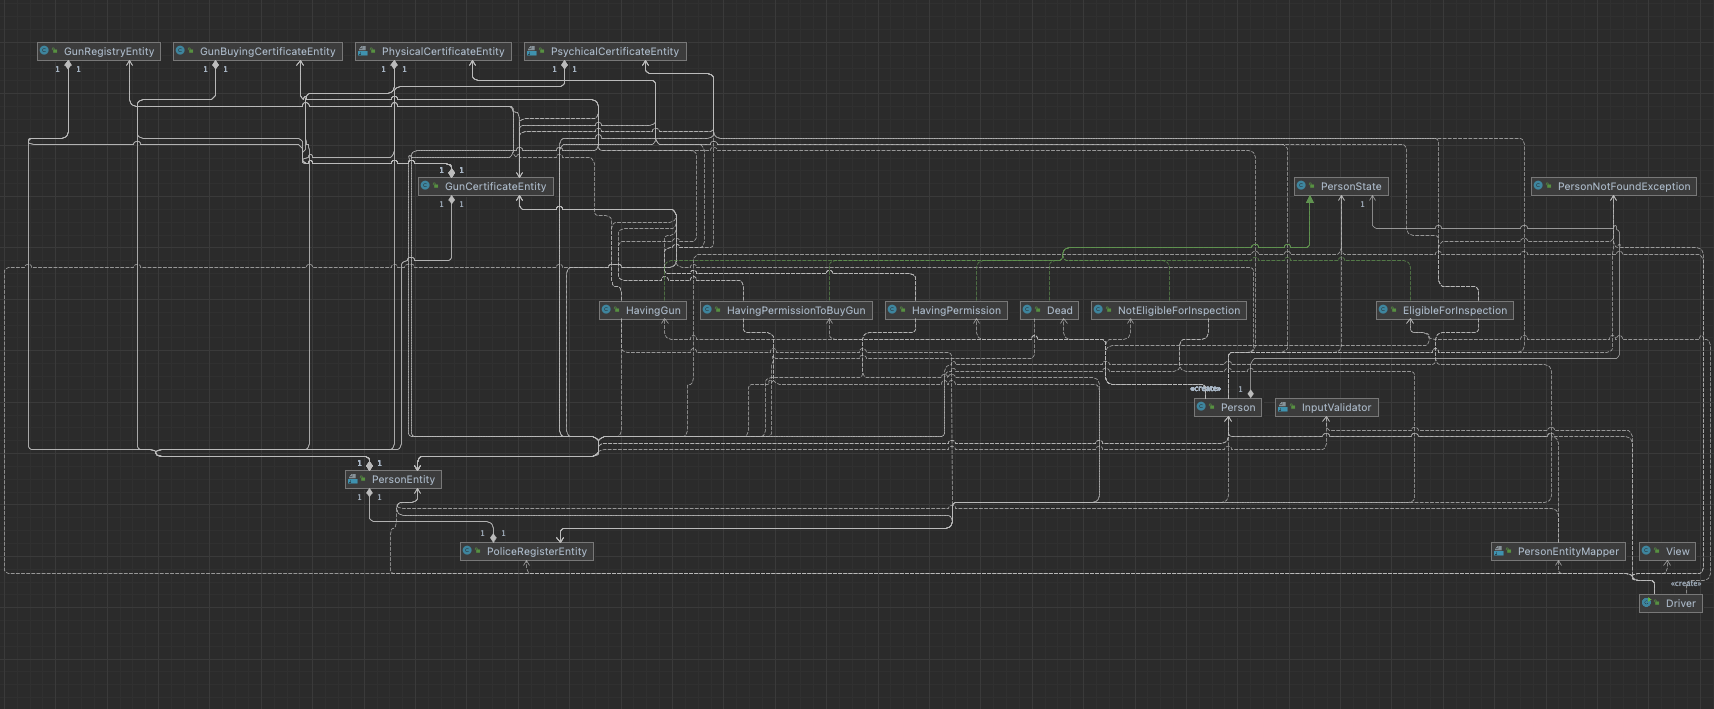 GunRegistryEntity
GunBuyingCertificateEntity
PhysicalCertificateEntity
PsychicalCertificateEntity
1 1
1 1
1 1
1 1
1 1
GunCertificateEntity
PersonState
PersonNotFoundException
1 1
1
HavingGun
HavingPermissionToBuyGun
HavingPermission
Dead
NotEligibleForInspection
EligibleForInspection
«create»
1
Person
InputValidator
1 1
PersonEntity
1 1
1 1
PoliceRegisterEntity
PersonEntityMapper
View
«create»
Driver